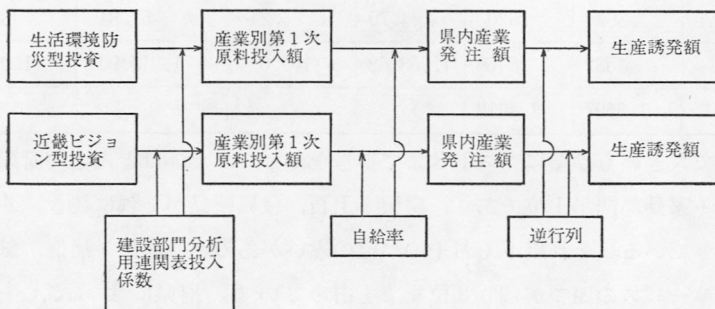 生活環境防
災型投資
産業別第１次
原料投入額
県内産業
発注額
生産誘発額
近畿ビジョ
ン型投資
産業別第１次
原料投入額
県内産業
発注額
生産誘発額
建設部門分析
用連関表投入
係数
自給率
逆行列